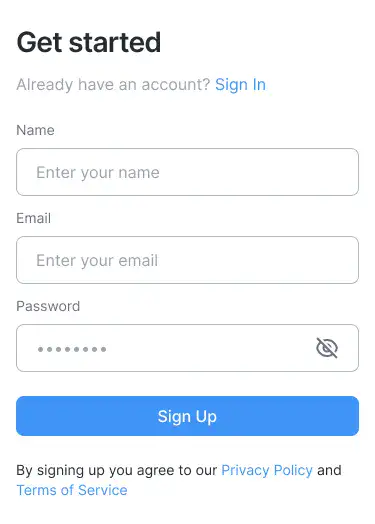 Get started
Already have an account? Sign In
Name
Enter your name
Email
Enter your email
Password
••••••••
Sign Up
By signing up you agree to our Privacy Policy and
Terms of Service